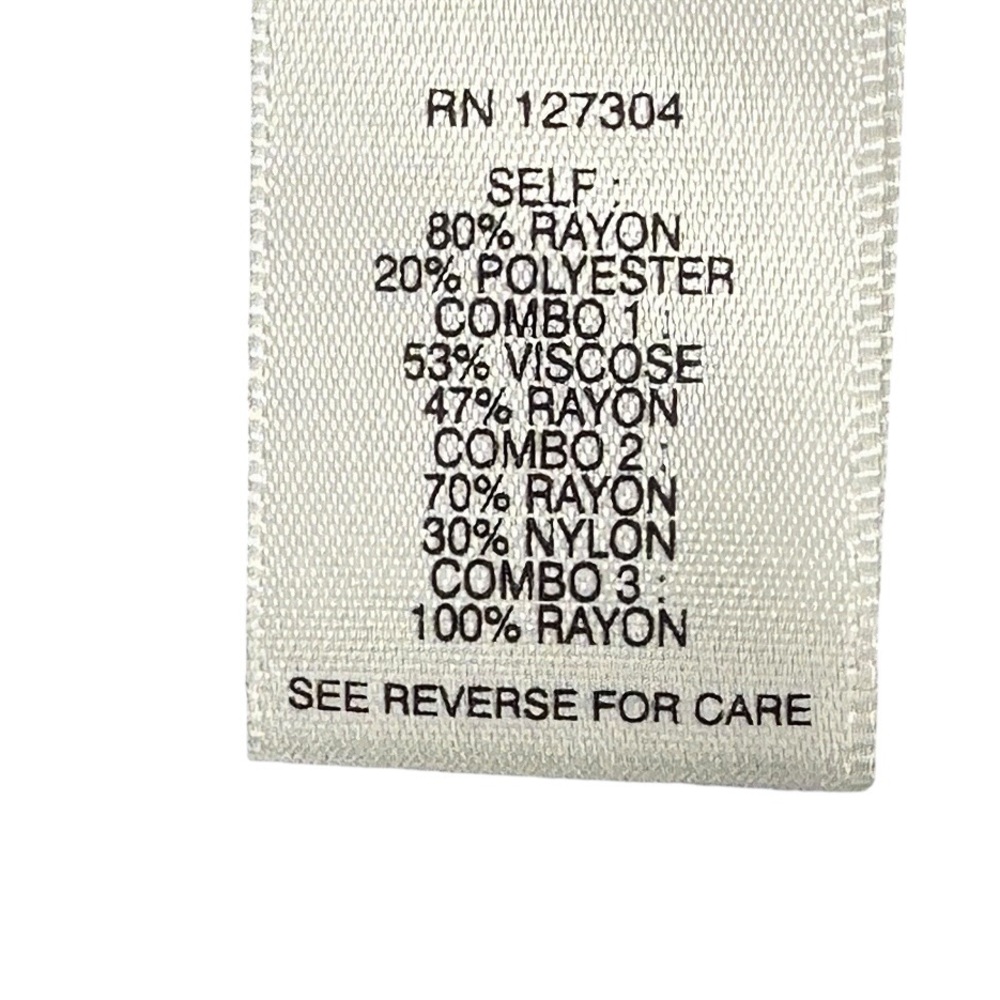 RN 127304
SELF :
80% RAYON
20% POLYESTER
COMBO 1 :
53% VISCOSE
47% RAYON
COMBO 2 :
70% RAYON
30% NYLON
COMBO 3 :
100% RAYON
SEE REVERSE FOR CARE